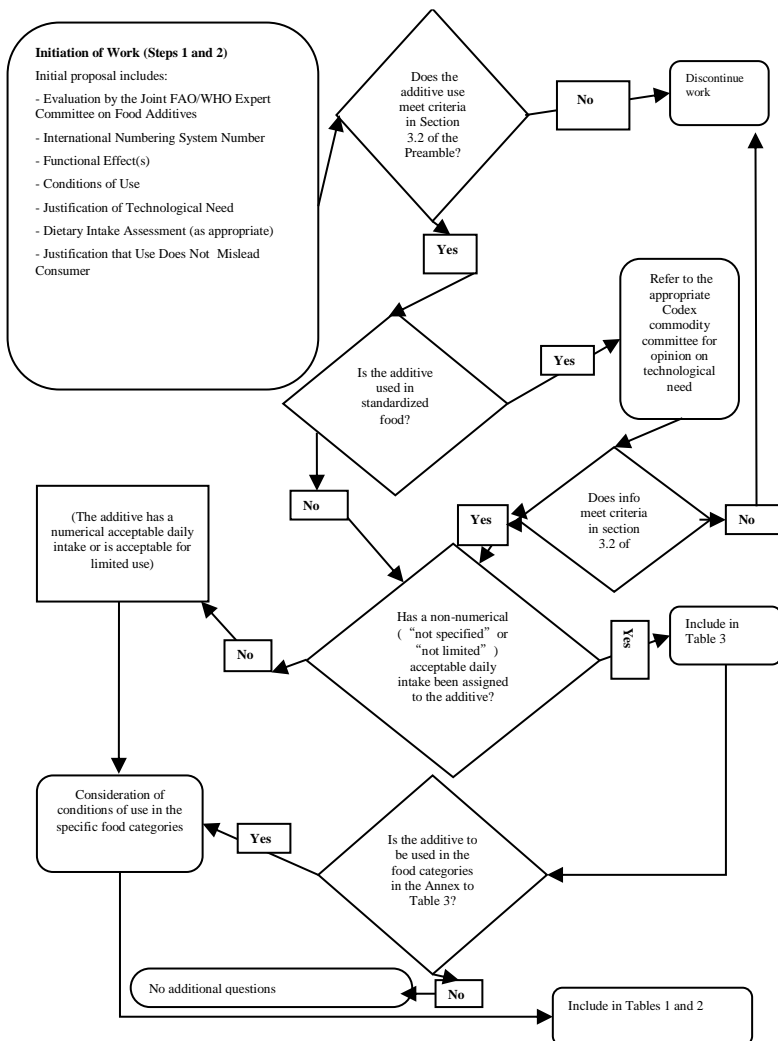 Initiation of Work (Steps 1 and 2)
Initial proposal includes:
- Evaluation by the Joint FAO/WHO Expert
Committee on Food Additives
- International Numbering System Number
- Functional Effect(s)
- Conditions of Use
- Justification of Technological Need
- Dietary Intake Assessment (as appropriate)
- Justification that Use Does Not Mislead
Consumer
Does the
additive use
meet criteria
in Section
3.2 of the
Preamble?
No
Discontinue
work
Yes
Is the additive
used in
standardized
food?
Yes
Refer to the
appropriate
Codex
commodity
committee for
opinion on
technological
need
No
Yes
Does info
meet criteria
in section
3.2 of
No
(The additive has a
numerical acceptable daily
intake or is acceptable for
limited use)
No
Has a non-numerical
(“not specified” or
“not limited”)
acceptable daily
intake been assigned
to the additive?
Yes
Include in
Table 3
Consideration of
conditions of use in the
specific food categories
Yes
Is the additive to
be used in the
food categories
in the Annex to
Table 3?
No additional questions
No
Include in Tables 1 and 2